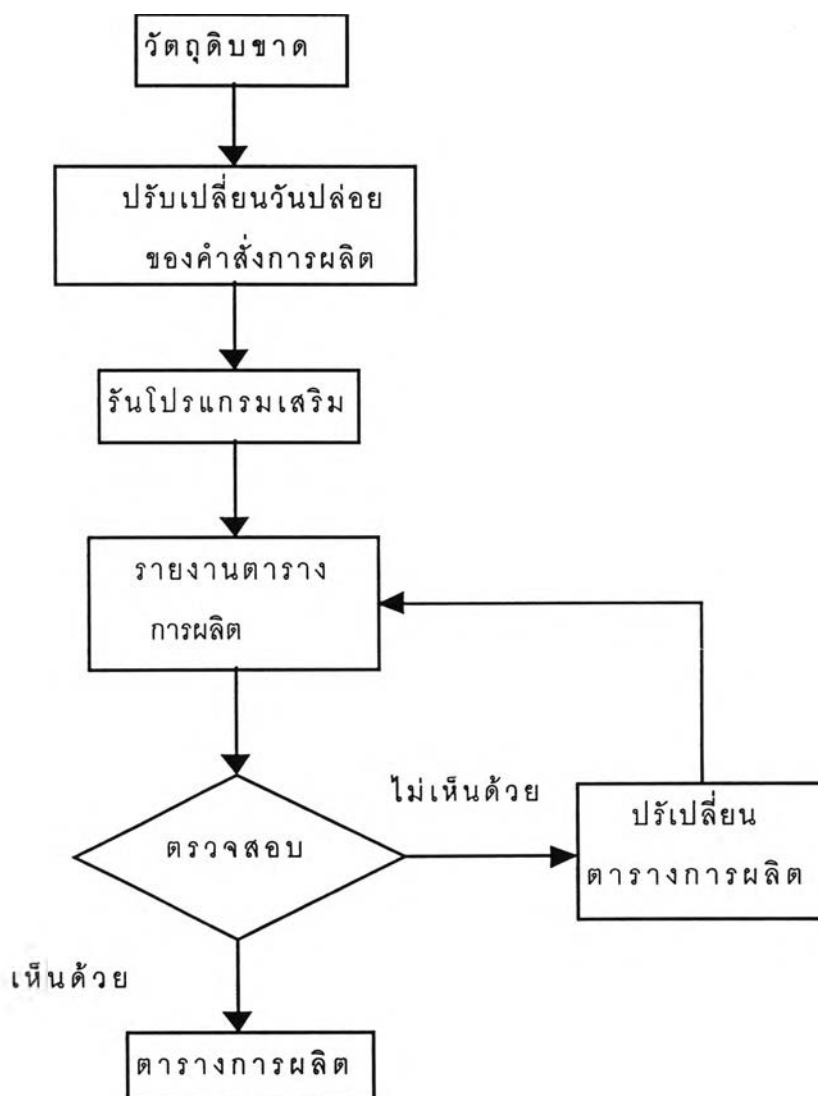 วัตถุดิบขาด
ปรับเปลี่ยนวันปล่อย
ของคำสั่งการผลิต
รันโปรแกรมเสริม
รายงานตาราง
การผลิต
ตรวจสอบ
ไม่เห็นด้วย
ปรัเปลี่ยน
ตารางการผลิต
เห็นด้วย
ตารางการผลิต